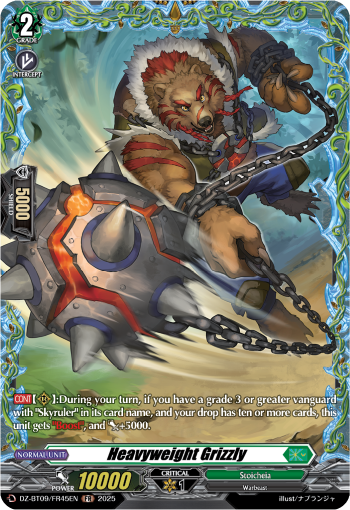 2
GRADE
INTERCEPT
5000
SHIELD
CONT【 】:During your turn, if you have a grade 3 or greater vanguard
with "Skyruler" in its card name, and your drop has ten or more cards, this
unit gets "Boost", and +5000.
NORMAL UNIT
Heavyweight Grizzly
POWER 10000
CRITICAL
1
Stoicheia
Warbeast
DZ-BT09/FR45EN FR 2025
illust/ナブランジャ